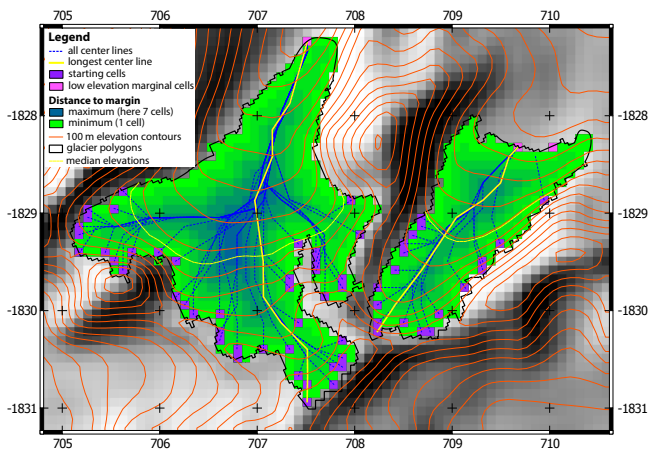 705 706 707 708 709 710
Legend
all center lines
longest center line
starting cells
low elevation marginal cells
Distance to margin
maximum (here 7 cells)
minimum (1 cell)
100 m elevation contours
glacier polygons
median elevations
-1828 -1828
-1829 -1829
-1830 -1830
-1831 -1831
705 706 707 708 709 710